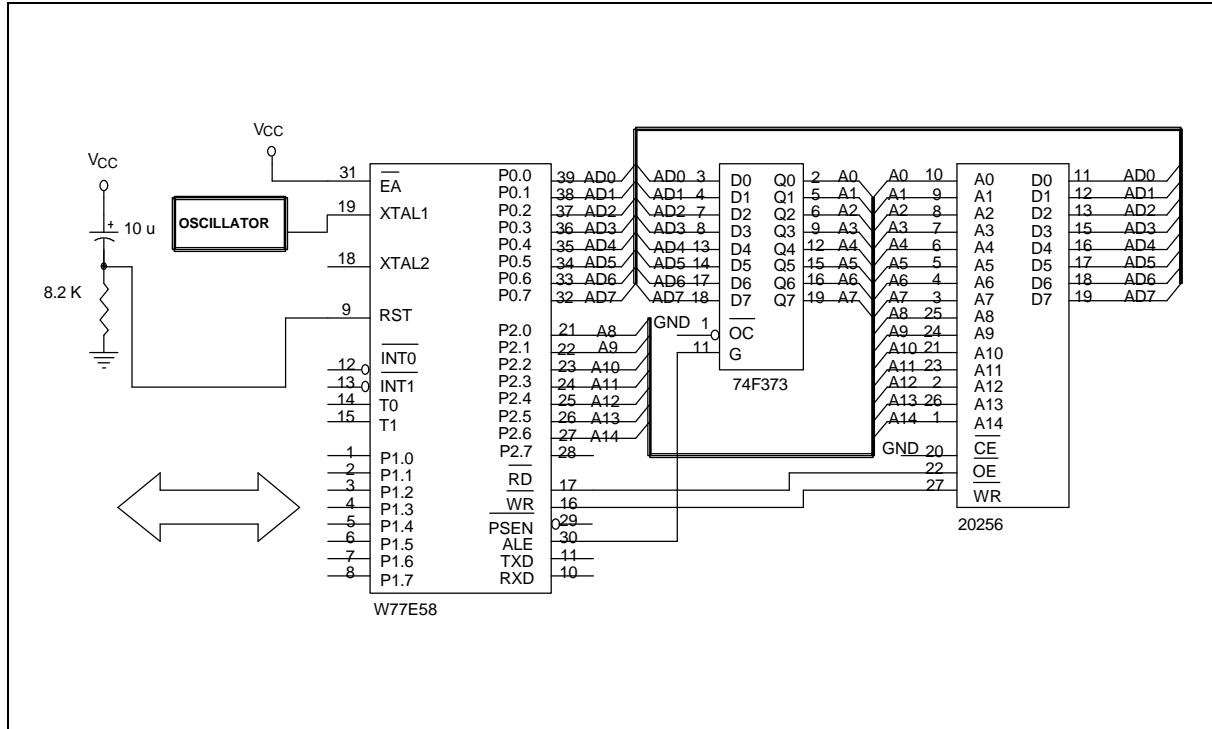 VCC
VCC
10 u
8.2 K
OSCILLATOR
31 EA
19 XTAL1
18 XTAL2
9 RST
12 INT0
13 INT1
14 T0
15 T1
1 P1.0
2 P1.1
3 P1.2
4 P1.3
5 P1.4
6 P1.5
7 P1.6
8 P1.7
P0.0 39 AD0
P0.1 38 AD1
P0.2 37 AD2
P0.3 36 AD3
P0.4 35 AD4
P0.5 34 AD5
P0.6 33 AD6
P0.7 32 AD7
P2.0 21 A8
P2.1 22 A9
P2.2 23 A10
P2.3 24 A11
P2.4 25 A12
P2.5 26 A13
P2.6 27 A14
P2.7 28
RD 17
WR 16
PSEN 29
ALE 30
TXD 11
RXD 10
W77E58
AD0 3 D0 Q0 2 A0
AD1 4 D1 Q1 5 A1
AD2 7 D2 Q2 6 A2
AD3 8 D3 Q3 9 A3
AD4 13 D4 Q4 12 A4
AD5 14 D5 Q5 15 A5
AD6 17 D6 Q6 16 A6
AD7 18 D7 Q7 19 A7
GND 1 OC
11 G
74F373
A0 10 A0 D0 11 AD0
A1 9 A1 D1 12 AD1
A2 8 A2 D2 13 AD2
A3 7 A3 D3 15 AD3
A4 6 A4 D4 16 AD4
A5 5 A5 D5 17 AD5
A6 4 A6 D6 18 AD6
A7 3 A7 D7 19 AD7
A8 25 A8
A9 24 A9
A10 21 A10
A11 23 A11
A12 2 A12
A13 26 A13
A14 1 A14
GND 20 CE
22 OE
27 WR
20256